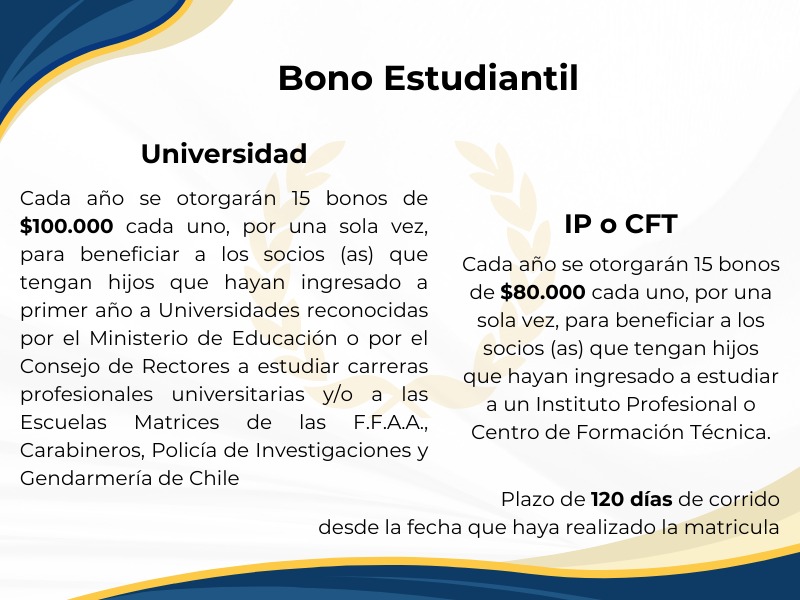 Bono Estudiantil
Universidad
Cada año se otorgarán 15 bonos de
$100.000 cada uno, por una sola vez,
para beneficiar a los socios (as) que
tengan hijos que hayan ingresado a
primer año a Universidades reconocidas
por el Ministerio de Educación o por el
Consejo de Rectores a estudiar carreras
profesionales universitarias y/o a las
Escuelas Matrices de las F.F.A.A.,
Carabineros, Policía de Investigaciones y
Gendarmería de Chile
IP o CFT
Cada año se otorgarán 15 bonos
de $80.000 cada uno, por una
sola vez, para beneficiar a los
socios (as) que tengan hijos
que hayan ingresado a estudiar
a un Instituto Profesional o
Centro de Formación Técnica.
Plazo de 120 días de corrido
desde la fecha que haya realizado la matricula